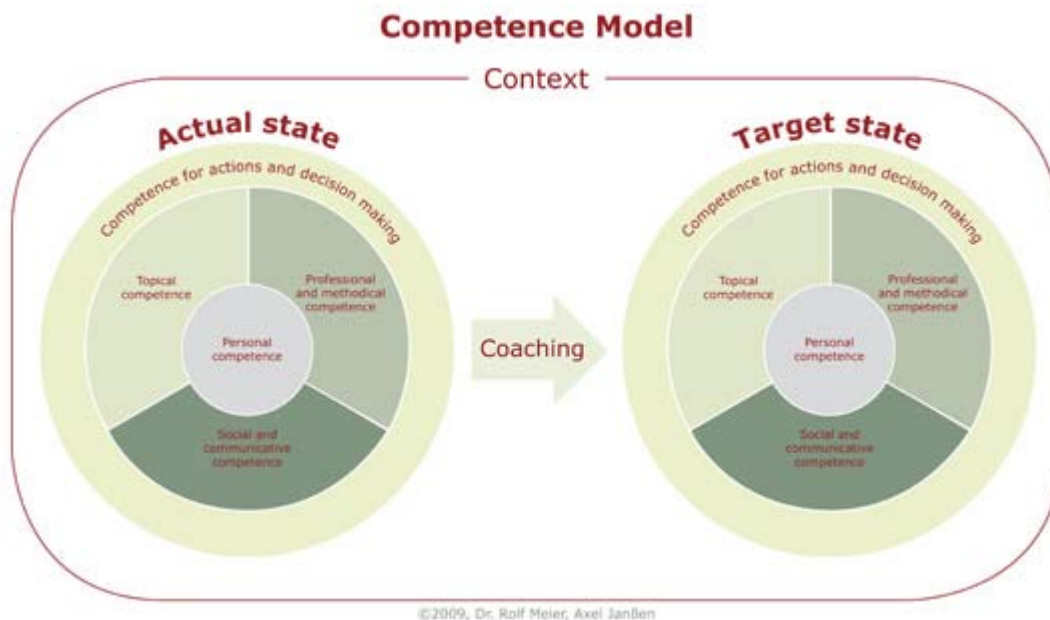 Competence Model
Context
Actual state
Competence for actions and decision making
Topical
competence
Professional
and methodical
competence
Personal
competence
Social and
communicative
competence
Coaching
Target state
Competence for actions and decision making
Topical
competence
Professional
and methodical
competence
Personal
competence
Social and
communicative
competence
©2009, Dr. Rolf Meier, Axel Janßen